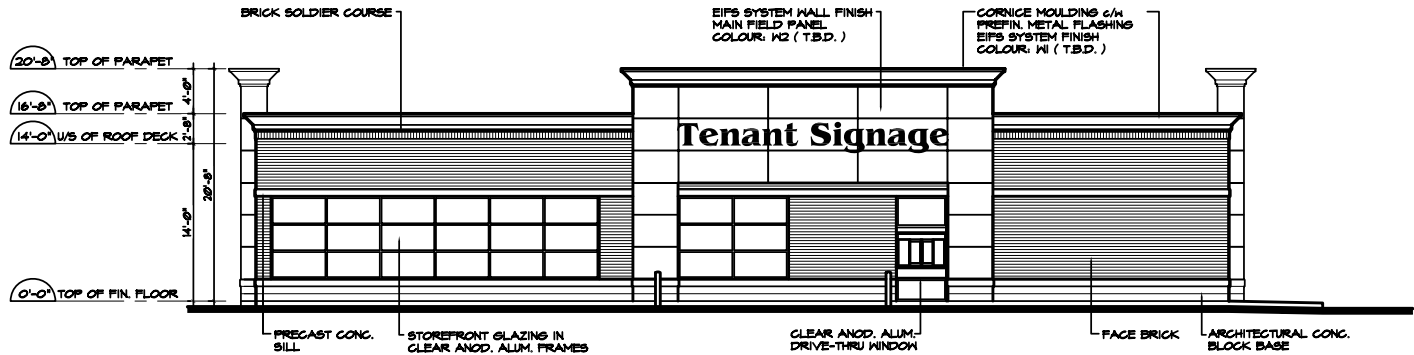 BRICK SOLDIER COURSE
EIFS SYSTEM WALL FINISH
MAIN FIELD PANEL
COLOUR: W2 ( T.B.D. )
CORNICE MOULDING c/w
PREFIN. METAL FLASHING
EIFS SYSTEM FINISH
COLOUR: W1 ( T.B.D. )
20'-8" TOP OF PARAPET
16'-8" TOP OF PARAPET
14'-0" U/S OF ROOF DECK
0'-0" TOP OF FIN. FLOOR
4'-0"
2'-8"
14'-0"
20'-8"
Tenant Signage
PRECAST CONC.
SILL
STOREFRONT GLAZING IN
CLEAR ANOD. ALUM. FRAMES
CLEAR ANOD. ALUM.
DRIVE-THRU WINDOW
FACE BRICK
ARCHITECTURAL CONC.
BLOCK BASE